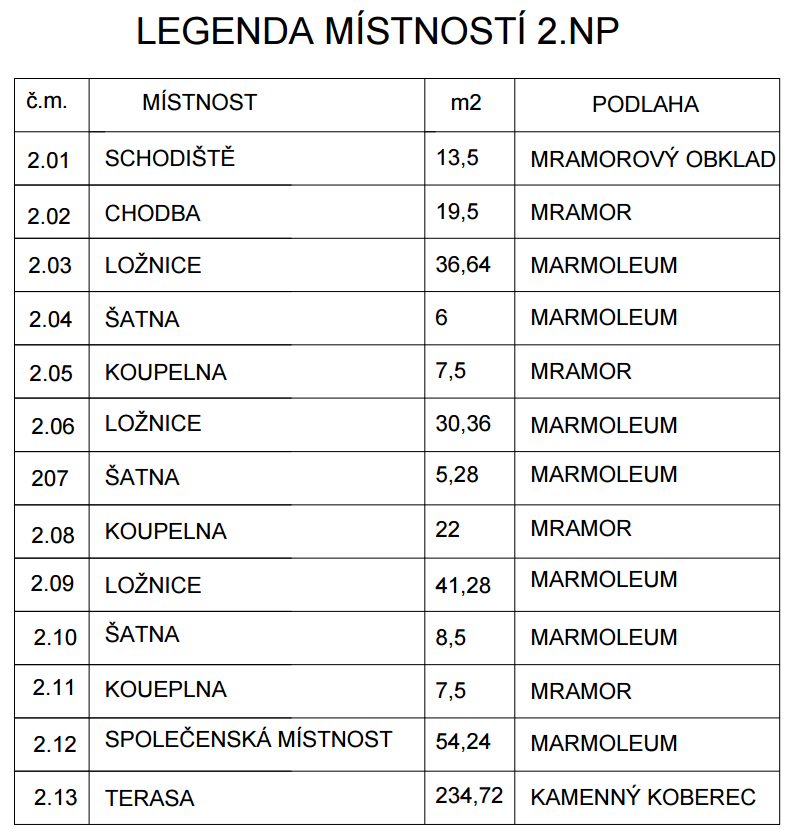 LEGENDA MÍSTNOSTÍ 2.NP
č.m. MÍSTNOST m2 PODLAHA
2.01 SCHODIŠTĚ 13,5 MRAMOROVÝ OBKLAD
2.02 CHODBA 19,5 MRAMOR
2.03 LOŽNICE 36,64 MARMOLEUM
2.04 ŠATNA 6 MARMOLEUM
2.05 KOUPELNA 7,5 MRAMOR
2.06 LOŽNICE 30,36 MARMOLEUM
207 ŠATNA 5,28 MARMOLEUM
2.08 KOUPELNA 22 MRAMOR
2.09 LOŽNICE 41,28 MARMOLEUM
2.10 ŠATNA 8,5 MARMOLEUM
2.11 KOUEPLNA 7,5 MRAMOR
2.12 SPOLEČENSKÁ MÍSTNOST 54,24 MARMOLEUM
2.13 TERASA 234,72 KAMENNÝ KOBEREC